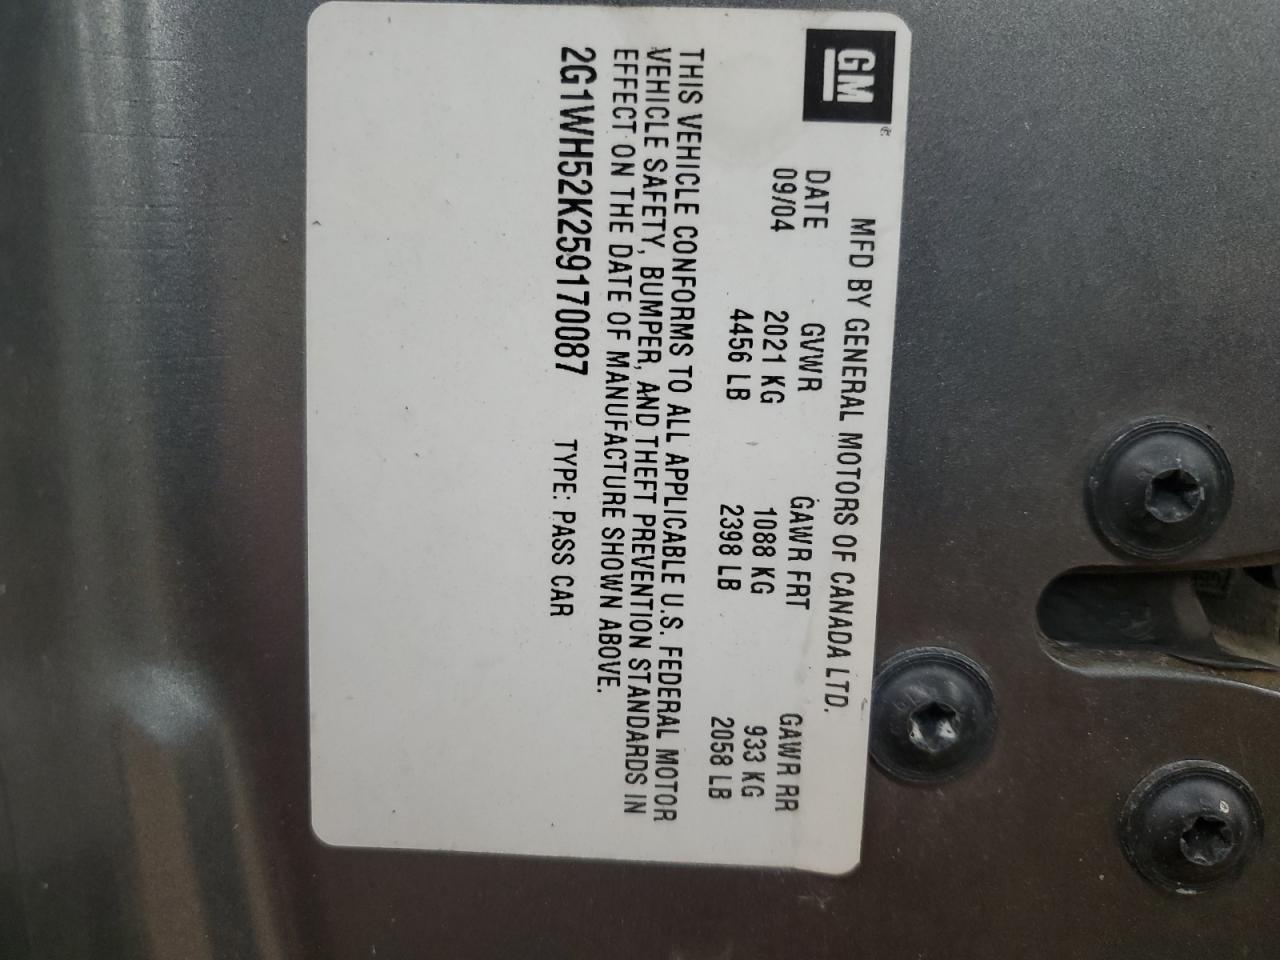 GM
MFD BY GENERAL MOTORS OF CANADA LTD.
DATE GVWR GAWR FRT GAWR RR
09/04 2021 KG 1088 KG 933 KG
4456 LB 2398 LB 2058 LB
THIS VEHICLE CONFORMS TO ALL APPLICABLE U.S. FEDERAL MOTOR
VEHICLE SAFETY, BUMPER, AND THEFT PREVENTION STANDARDS IN
EFFECT ON THE DATE OF MANUFACTURE SHOWN ABOVE.
2G1WH52K259170087 TYPE: PASS CAR